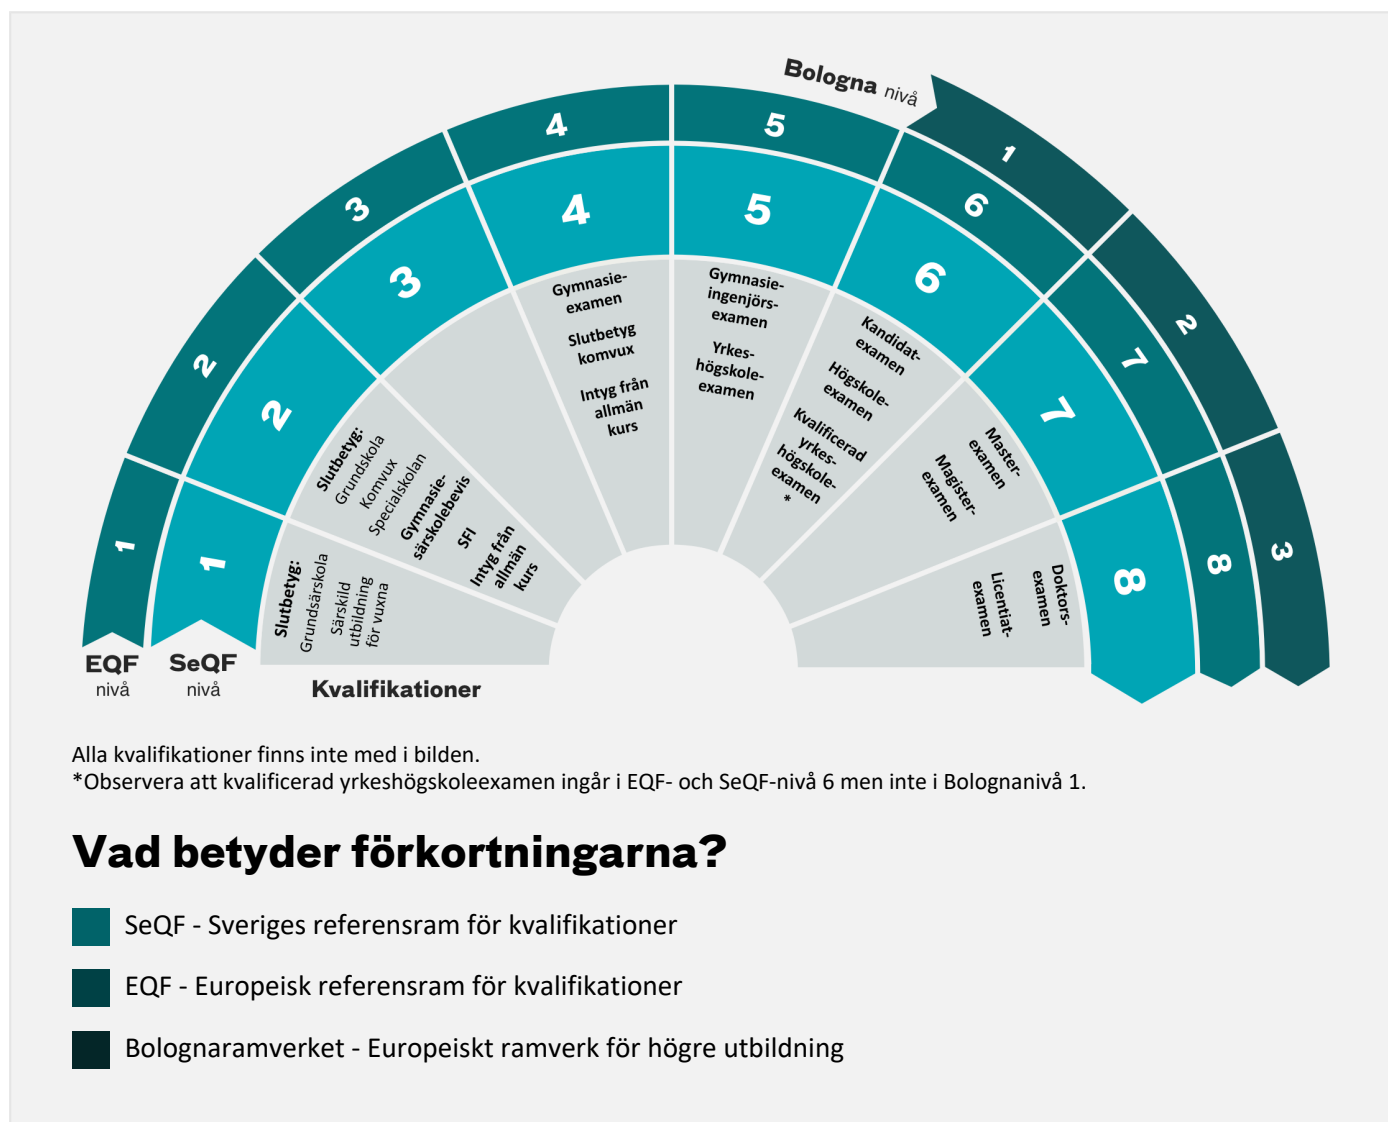 Bologna nivå
1
2
3
1
2
3
4
5
6
7
8
1
2
3
4
5
6
7
8
EQF
nivå
SeQF
nivå
Kvalifikationer
Slutbetyg:
Grundsärskola
Särskild
utbildning
för vuxna
Slutbetyg:
Grundskola
Komvux
Specialskolan
Gymnasie-
särskolebevis
SFI
Intyg från
allmän
kurs
Gymnasie-
examen
Slutbetyg
komvux
Intyg från
allmän
kurs
Gymnasie-
ingenjörs-
examen
Yrkes-
högskole-
examen
Kandidat-
examen
Högskole-
examen
Kvalificerad
yrkes-
högskole-
examen
*
Master-
examen
Magister-
examen
Doktors-
examen
Licentiat-
examen
Alla kvalifikationer finns inte med i bilden.
*Observera att kvalificerad yrkeshögskoleexamen ingår i EQF- och SeQF-nivå 6 men inte i Bolognanivå 1.
Vad betyder förkortningarna?
SeQF - Sveriges referensram för kvalifikationer
EQF - Europeisk referensram för kvalifikationer
Bolognaramverket - Europeiskt ramverk för högre utbildning